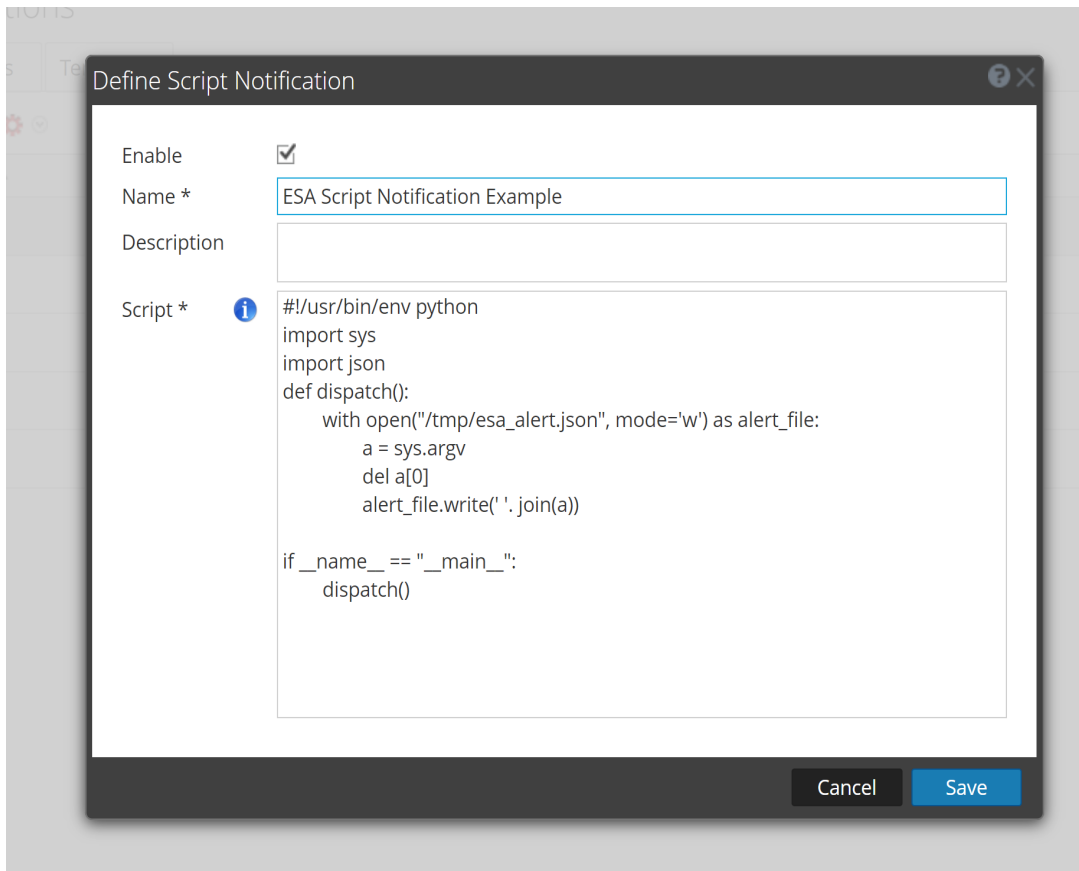 tions
s
Te
Define Script Notification
Enable
Name *
ESA Script Notification Example
Description
Script *
#!/usr/bin/env python
import sys
import json
def dispatch():
with open("/tmp/esa_alert.json", mode='w') as alert_file:
a = sys.argv
del a[0]
alert_file.write(' '. join(a))
if __name__ == "__main__":
dispatch()
Cancel
Save